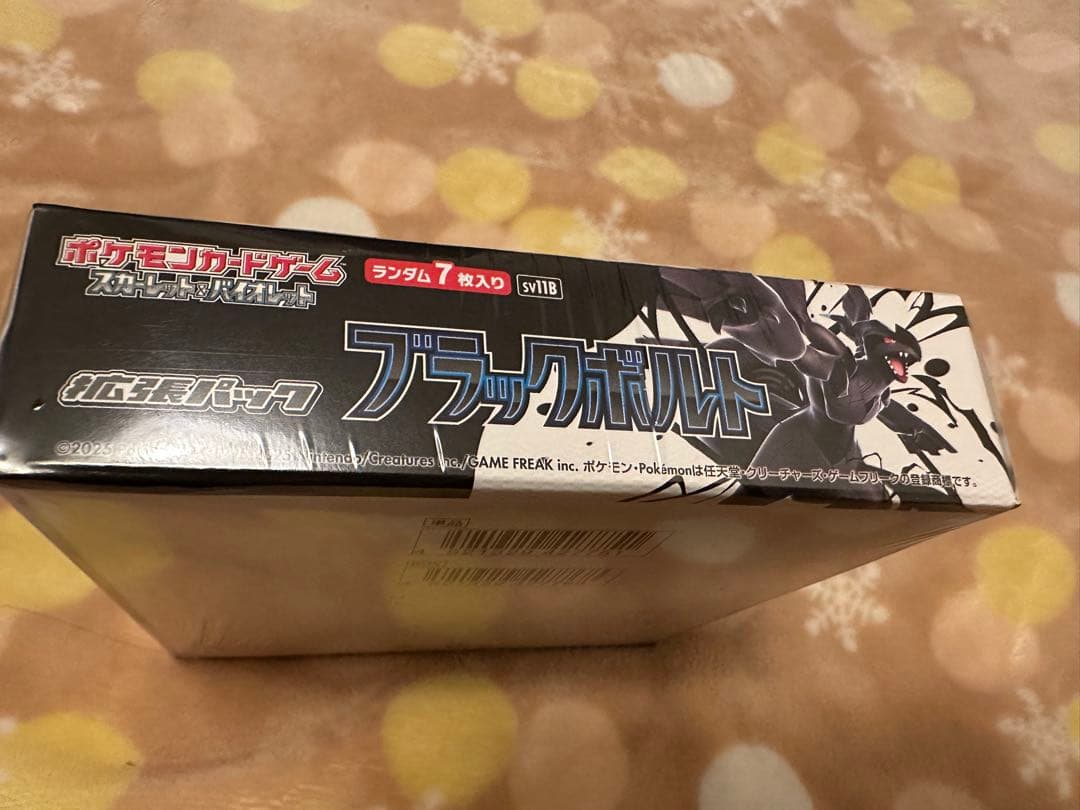 ポケモンカードゲーム
スカーレット&バイオレット
ランダム7枚入り
SV11B
拡張パック
ブラックボルト
©2025 Nintendo/Creatures Inc./GAME FREAK inc. ポケモン・Pokémonは任天堂・クリーチャーズ・ゲームフリークの登録商標です。